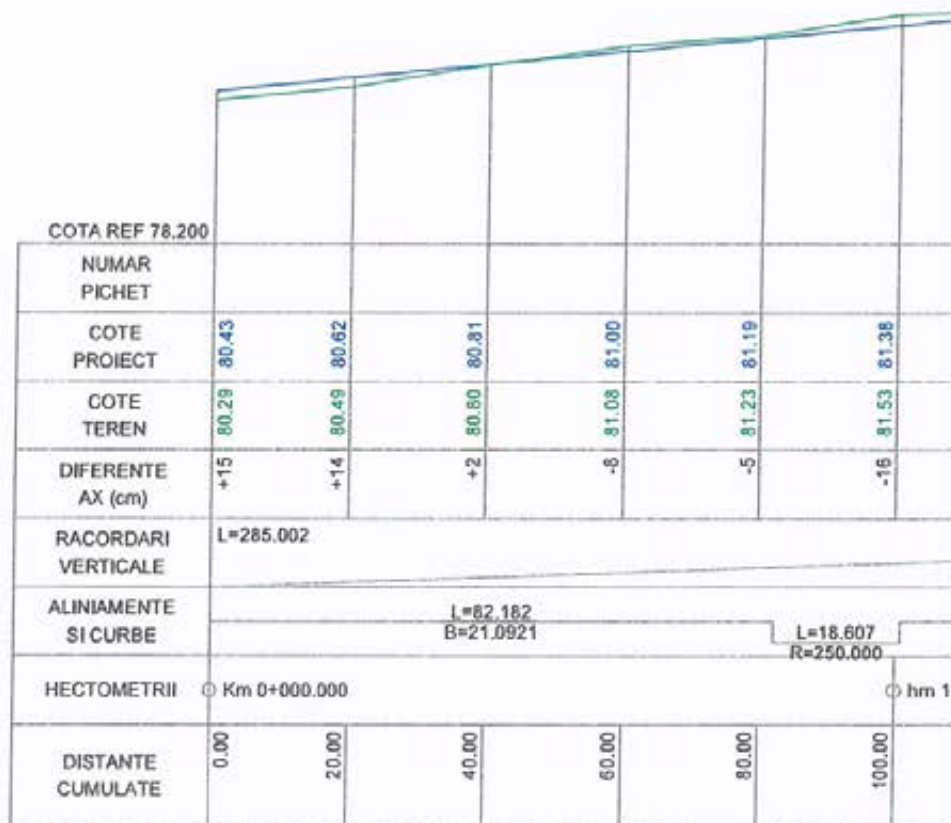 COTA REF 78.200
NUMAR
PICHET
COTE
PROIECT
80.43 80.62 80.81 81.00 81.19 81.38
COTE
TEREN
80.29 80.49 80.80 81.08 81.23 81.53
DIFERENTE
AX (cm)
+15 +14 +2 -8 -5 -16
RACORDARI
VERTICALE
L=285.002
ALINIAMENTE
SI CURBE
L=82.182
B=21.0921
L=18.607
R=250.000
HECTOMETRII
Km 0+000.000
hm 1
DISTANTE
CUMULATE
0.00 20.00 40.00 60.00 80.00 100.00